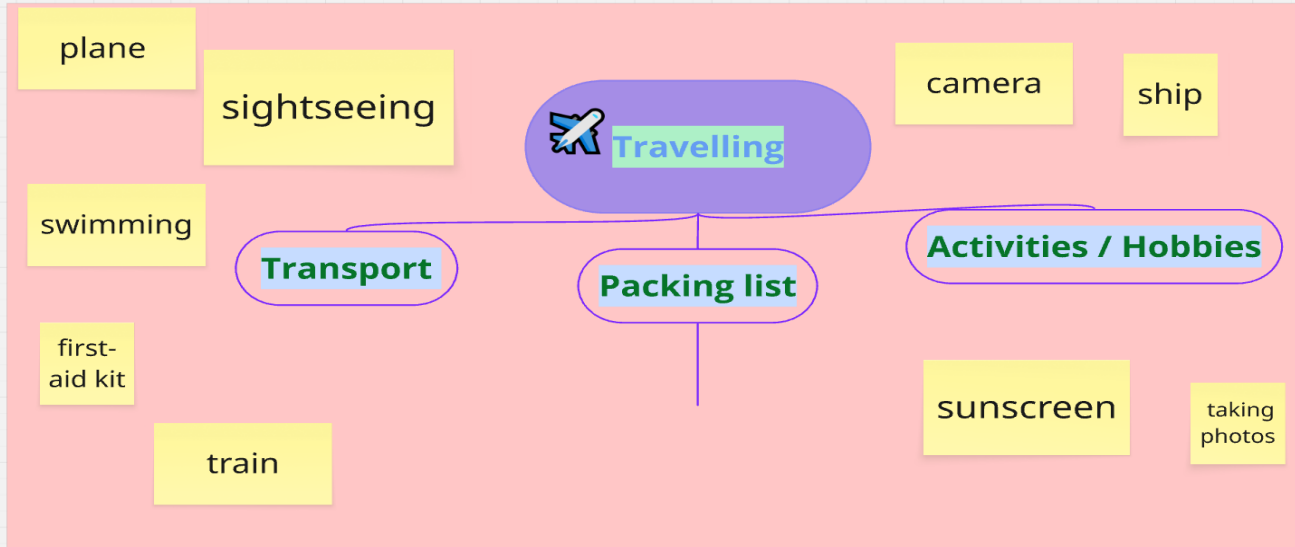 plane
sightseeing
camera
ship
Travelling
swimming
Transport
Packing list
Activities / Hobbies
first-
aid kit
sunscreen
taking
photos
train